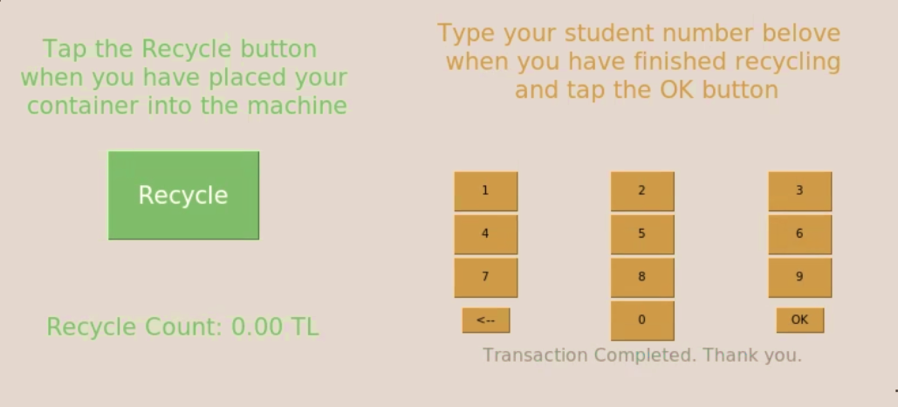 Tap the Recycle button
when you have placed your
container into the machine
Recycle
Recycle Count: 0.00 TL
Type your student number belove
when you have finished recycling
and tap the OK button
1 2 3
4 5 6
7 8 9
<-- 0 OK
Transaction Completed. Thank you.